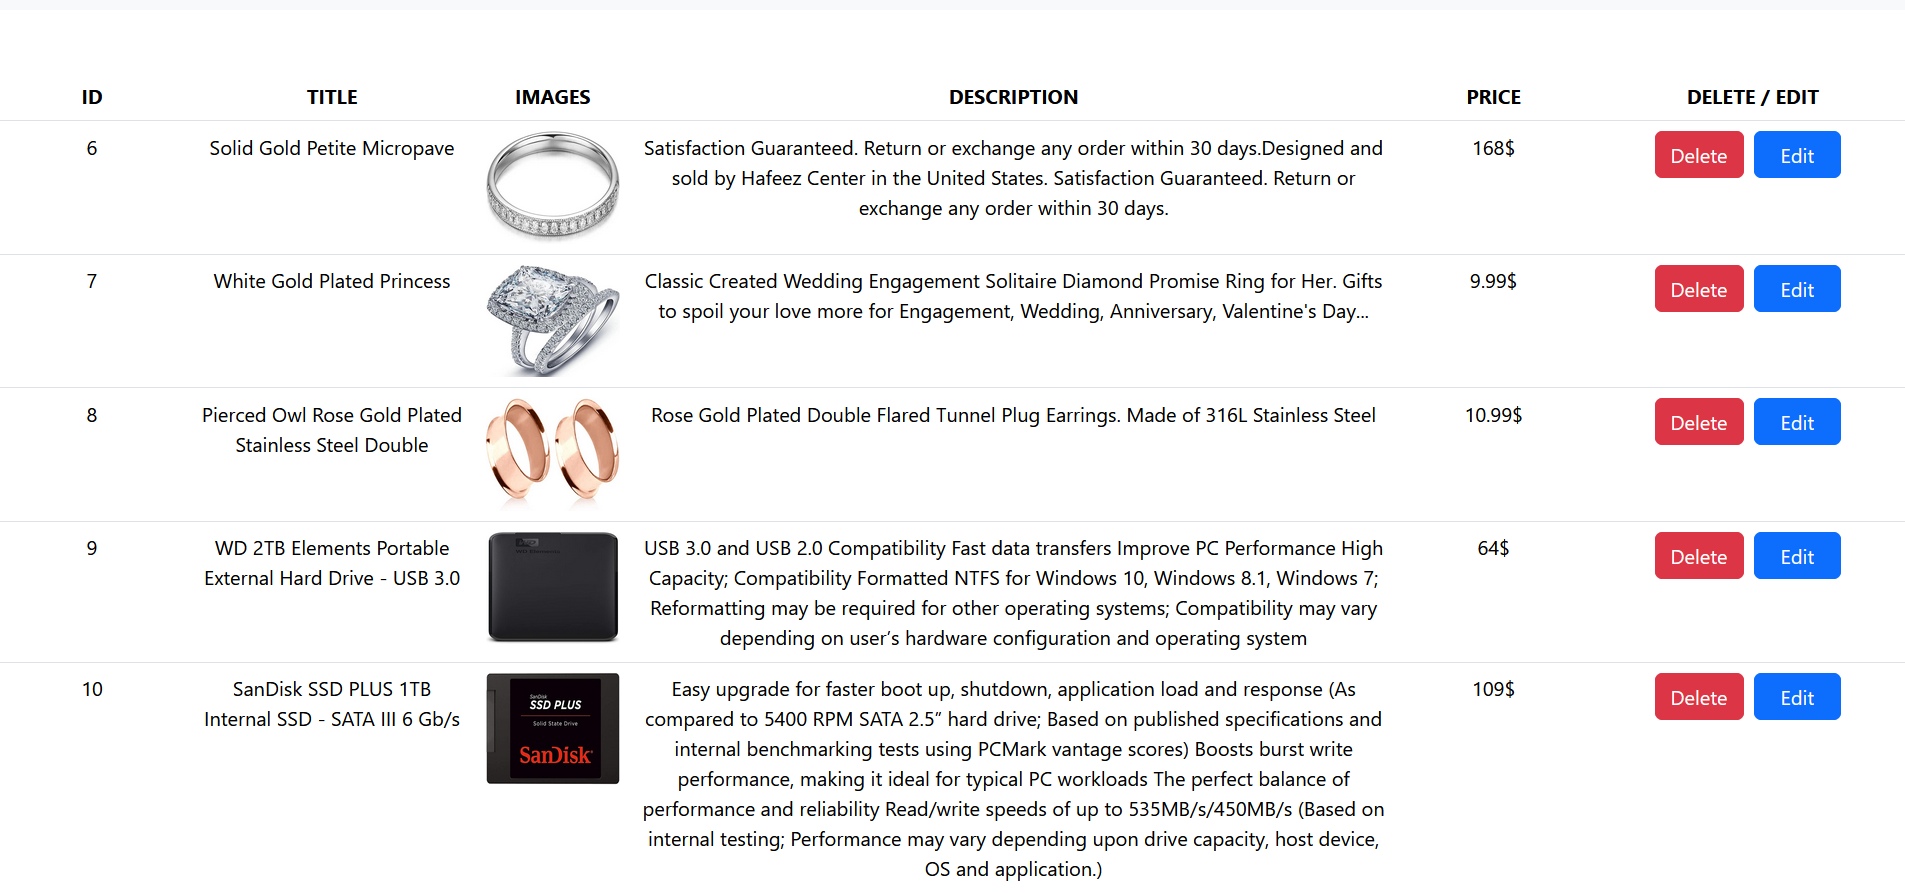 ID TITLE IMAGES DESCRIPTION PRICE DELETE / EDIT
6 Solid Gold Petite Micropave Satisfaction Guaranteed. Return or exchange any order within 30 days.Designed and 168$ Delete Edit
sold by Hafeez Center in the United States. Satisfaction Guaranteed. Return or
exchange any order within 30 days.
7 White Gold Plated Princess Classic Created Wedding Engagement Solitaire Diamond Promise Ring for Her. Gifts 9.99$ Delete Edit
to spoil your love more for Engagement, Wedding, Anniversary, Valentine's Day...
8 Pierced Owl Rose Gold Plated Rose Gold Plated Double Flared Tunnel Plug Earrings. Made of 316L Stainless Steel 10.99$ Delete Edit
Stainless Steel Double
9 WD 2TB Elements Portable USB 3.0 and USB 2.0 Compatibility Fast data transfers Improve PC Performance High 64$ Delete Edit
External Hard Drive - USB 3.0 Capacity; Compatibility Formatted NTFS for Windows 10, Windows 8.1, Windows 7;
Reformatting may be required for other operating systems; Compatibility may vary
depending on user’s hardware configuration and operating system
WD
WD Elements
10 SanDisk SSD PLUS 1TB Easy upgrade for faster boot up, shutdown, application load and response (As 109$ Delete Edit
Internal SSD - SATA III 6 Gb/s compared to 5400 RPM SATA 2.5” hard drive; Based on published specifications and
internal benchmarking tests using PCMark vantage scores) Boosts burst write
performance, making it ideal for typical PC workloads The perfect balance of
performance and reliability Read/write speeds of up to 535MB/s/450MB/s (Based on
internal testing; Performance may vary depending upon drive capacity, host device,
OS and application.)
SanDisk
SSD PLUS
Solid State Drive
SanDisk